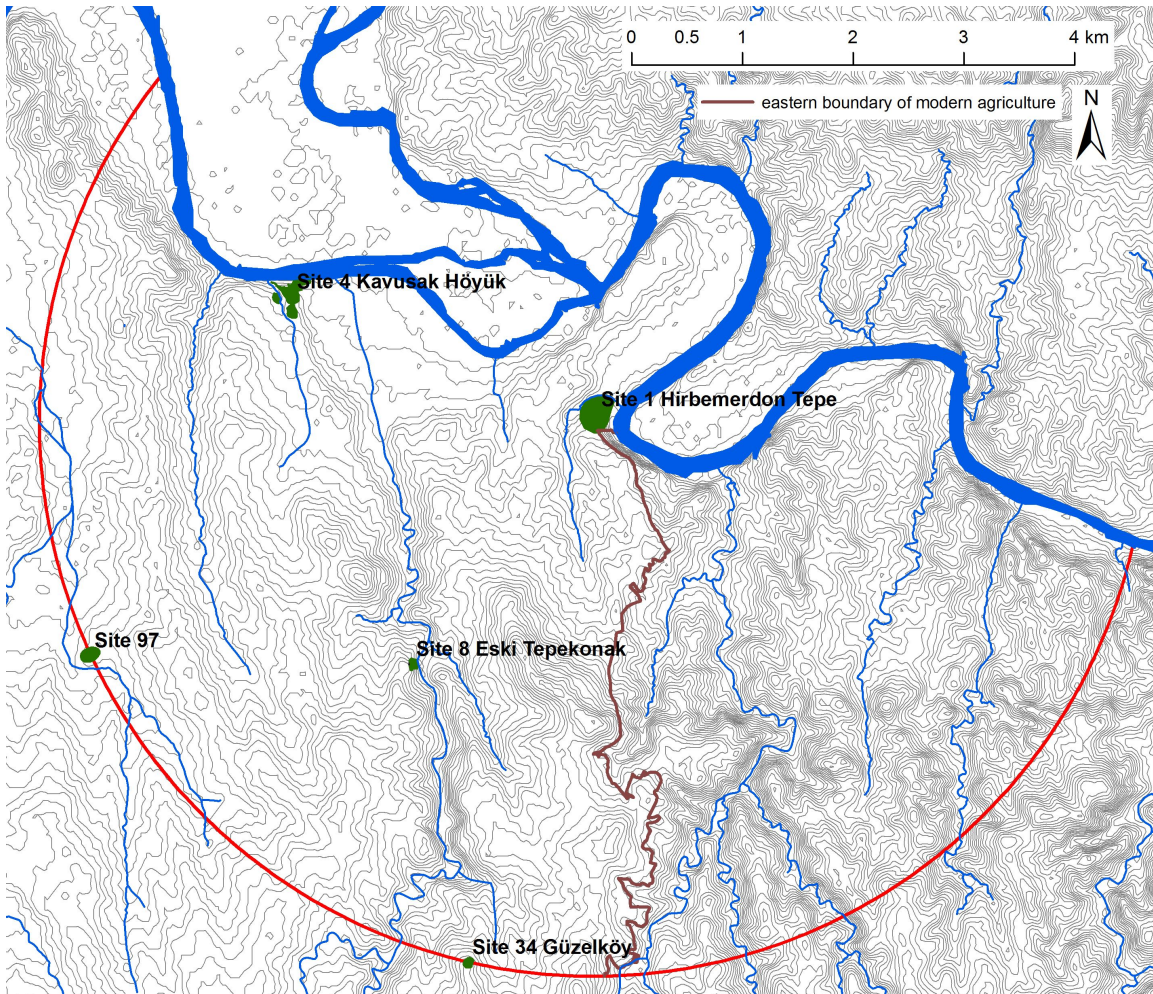 0 0.5 1 2 3 4 km
eastern boundary of modern agriculture
N
Site 4 Kavusak Höyük
Site 1 Hirbemerdon Tepe
Site 97
Site 8 Eski Tepekonak
Site 34 Güzelköy